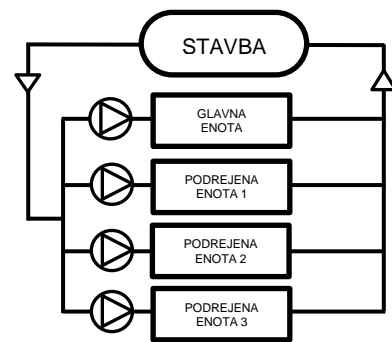 STAVBA
GLAVNA
ENOTA
PODREJENA
ENOTA 1
PODREJENA
ENOTA 2
PODREJENA
ENOTA 3